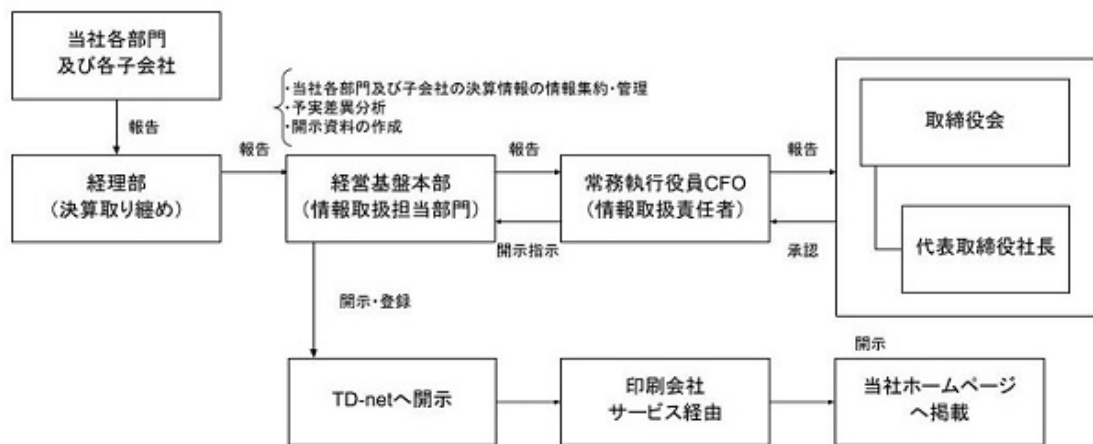 当社各部門
及び各子会社
・当社各部門及び子会社の決算情報の情報集約・管理
・予実差異分析
・開示資料の作成
取締役会
報告
経理部
（決算取り纏め）
報告
経営基盤本部
（情報取扱担当部門）
報告
常務執行役員CFO
（情報取扱責任者）
報告
開示指示
承認
代表取締役社長
開示・登録
TD-netへ開示
印刷会社
サービス経由
開示
当社ホームページ
へ掲載